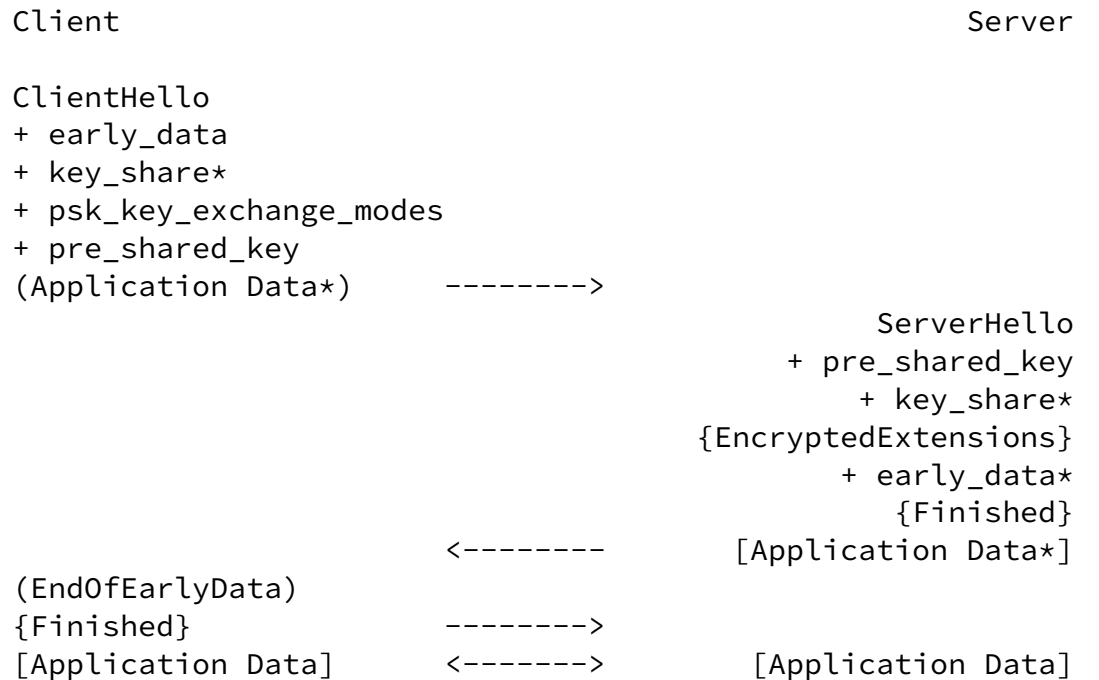 Client                                               Server

ClientHello
+ early_data
+ key_share*
+ psk_key_exchange_modes
+ pre_shared_key
(Application Data*)     -------->
                                                ServerHello
                                           + pre_shared_key
                                               + key_share*
                                      {EncryptedExtensions}
                                              + early_data*
                                                 {Finished}
                        <--------       [Application Data*]
(EndOfEarlyData)
{Finished}              -------->
[Application Data]      <------->        [Application Data]